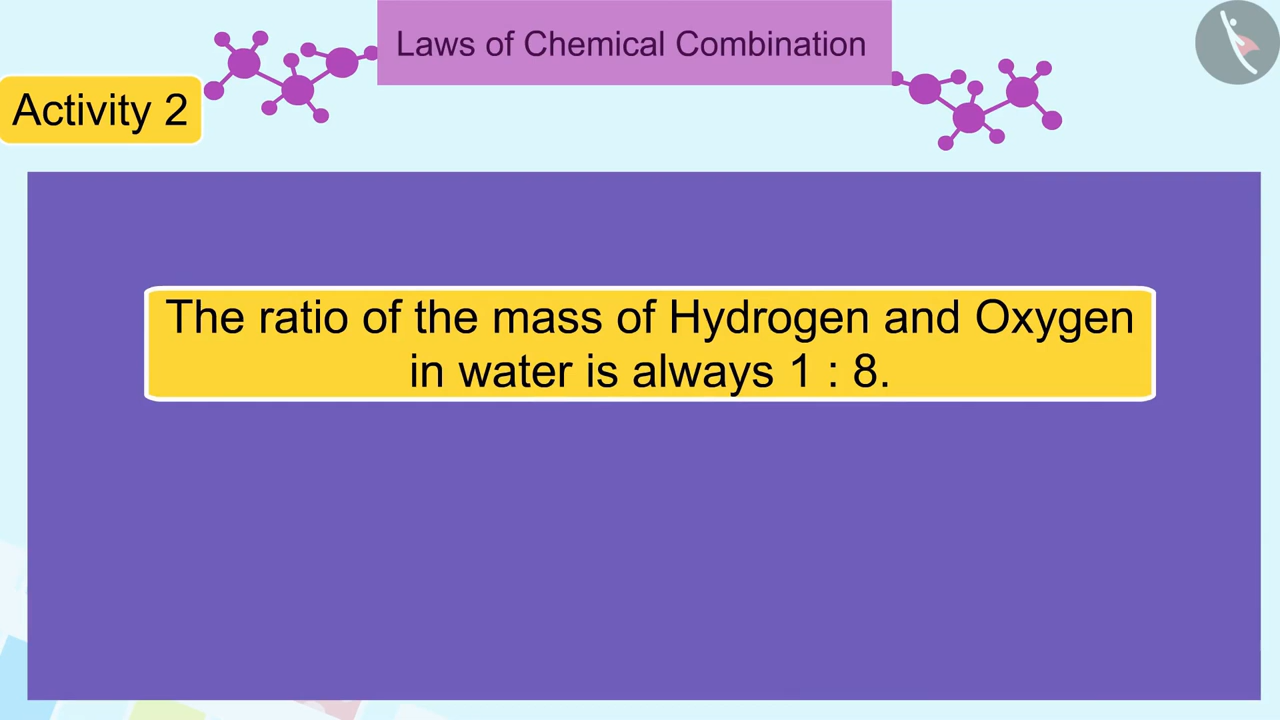 Laws of Chemical Combination
Activity 2
The ratio of the mass of Hydrogen and Oxygen
in water is always 1 : 8.